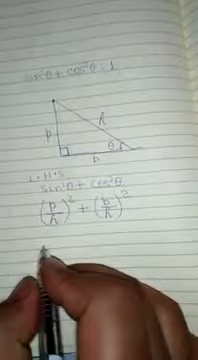 sin²θ + cos²θ = 1
p
h
θ
b
L·H·S
sin²θ + cos²θ
(p/h)² + (b/h)²